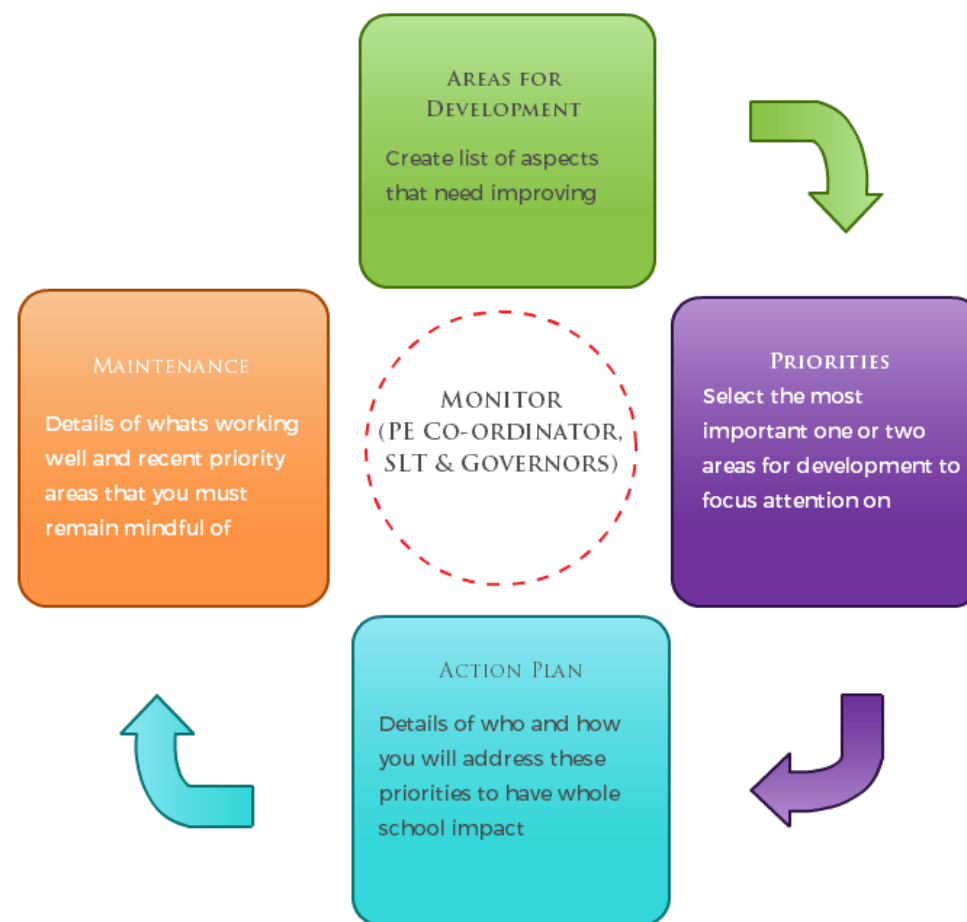 Areas for
Development
Create list of aspects
that need improving
Priorities
Select the most
important one or two
areas for development to
focus attention on
Action Plan
Details of who and how
you will address these
priorities to have whole
school impact
Maintenance
Details of whats working
well and recent priority
areas that you must
remain mindful of
Monitor
(PE Co-ordinator,
SLT & Governors)